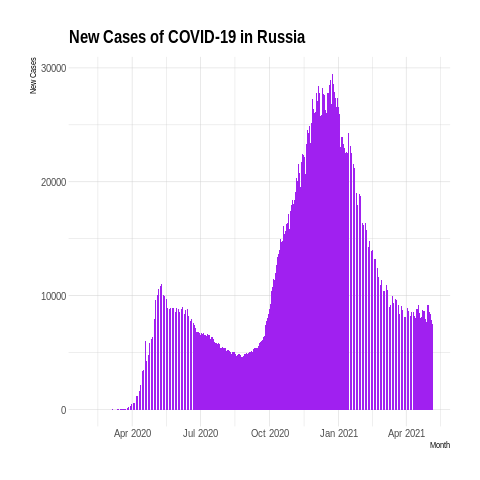 New Cases of COVID-19 in Russia
New Cases
30000
20000
10000
0
Apr 2020 Jul 2020 Oct 2020 Jan 2021 Apr 2021
Month